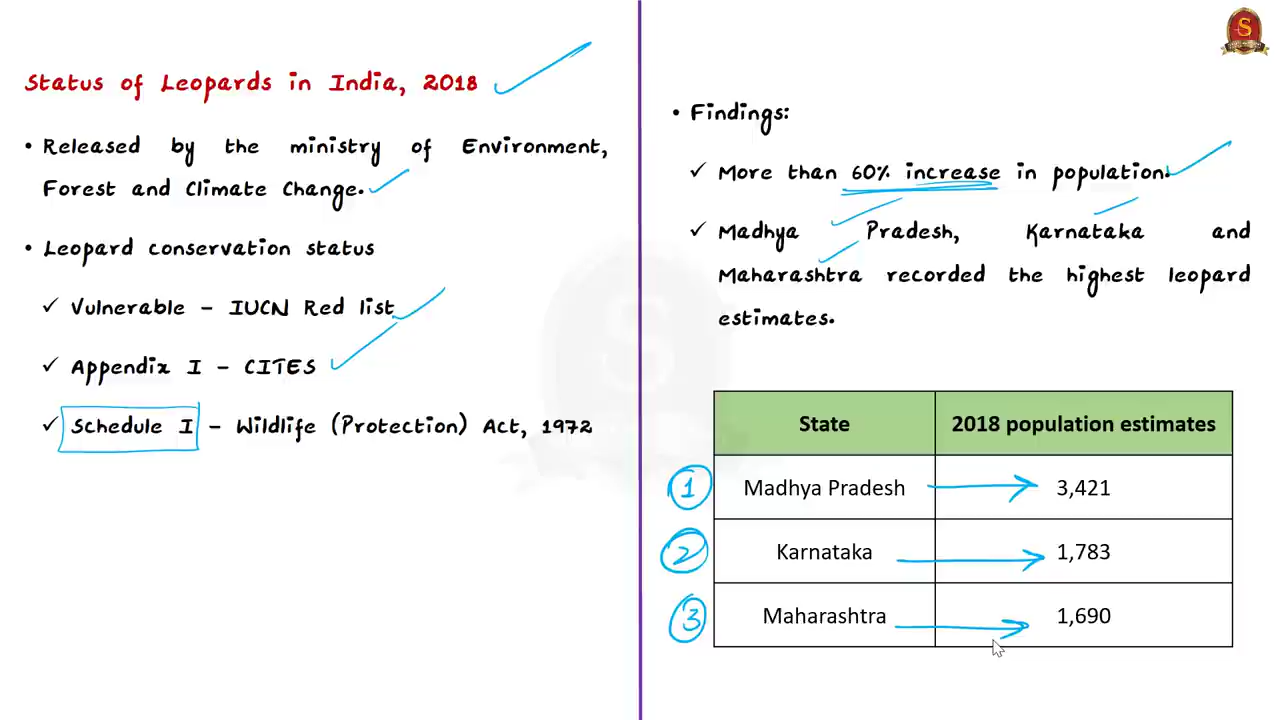 Status of Leopards in India, 2018
• Released by the ministry of Environment,
Forest and Climate Change.
• Leopard conservation status
✓ Vulnerable – IUCN Red list
✓ Appendix I – CITES
✓ Schedule I – Wildlife (Protection) Act, 1972
• Findings:
✓ More than 60% increase in population.
✓ Madhya Pradesh, Karnataka and
Maharashtra recorded the highest leopard
estimates.
State 2018 population estimates
1 Madhya Pradesh 3,421
2 Karnataka 1,783
3 Maharashtra 1,690
S